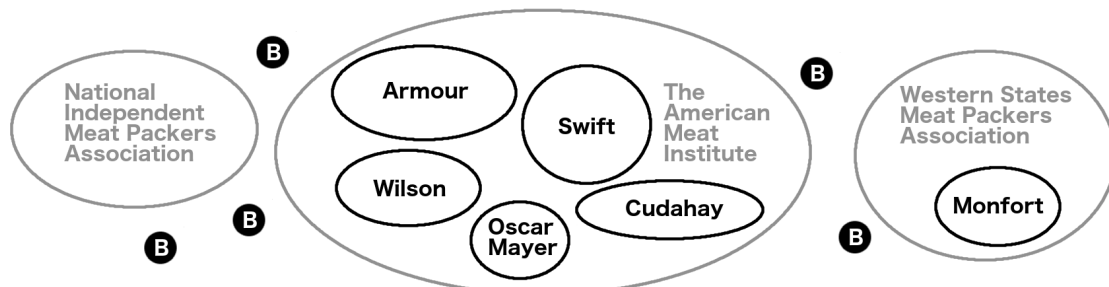 National
Independent
Meat Packers
Association
B
B
B
Armour
Swift
The
American
Meat
Institute
Wilson
Oscar
Mayer
Cudahay
B
B
Western States
Meat Packers
Association
Monfort